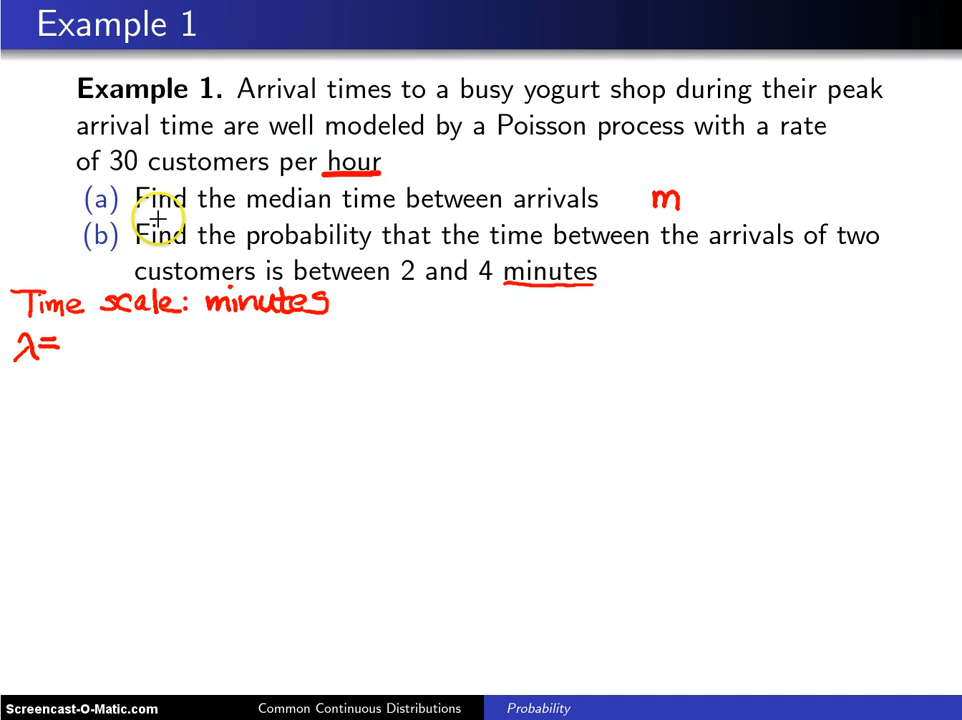 Example 1
Example 1. Arrival times to a busy yogurt shop during their peak
arrival time are well modeled by a Poisson process with a rate
of 30 customers per hour
(a) Find the median time between arrivals m
(b) Find the probability that the time between the arrivals of two
customers is between 2 and 4 minutes
Time scale: minutes
λ=
Screencast-O-Matic.com Common Continuous Distributions Probability